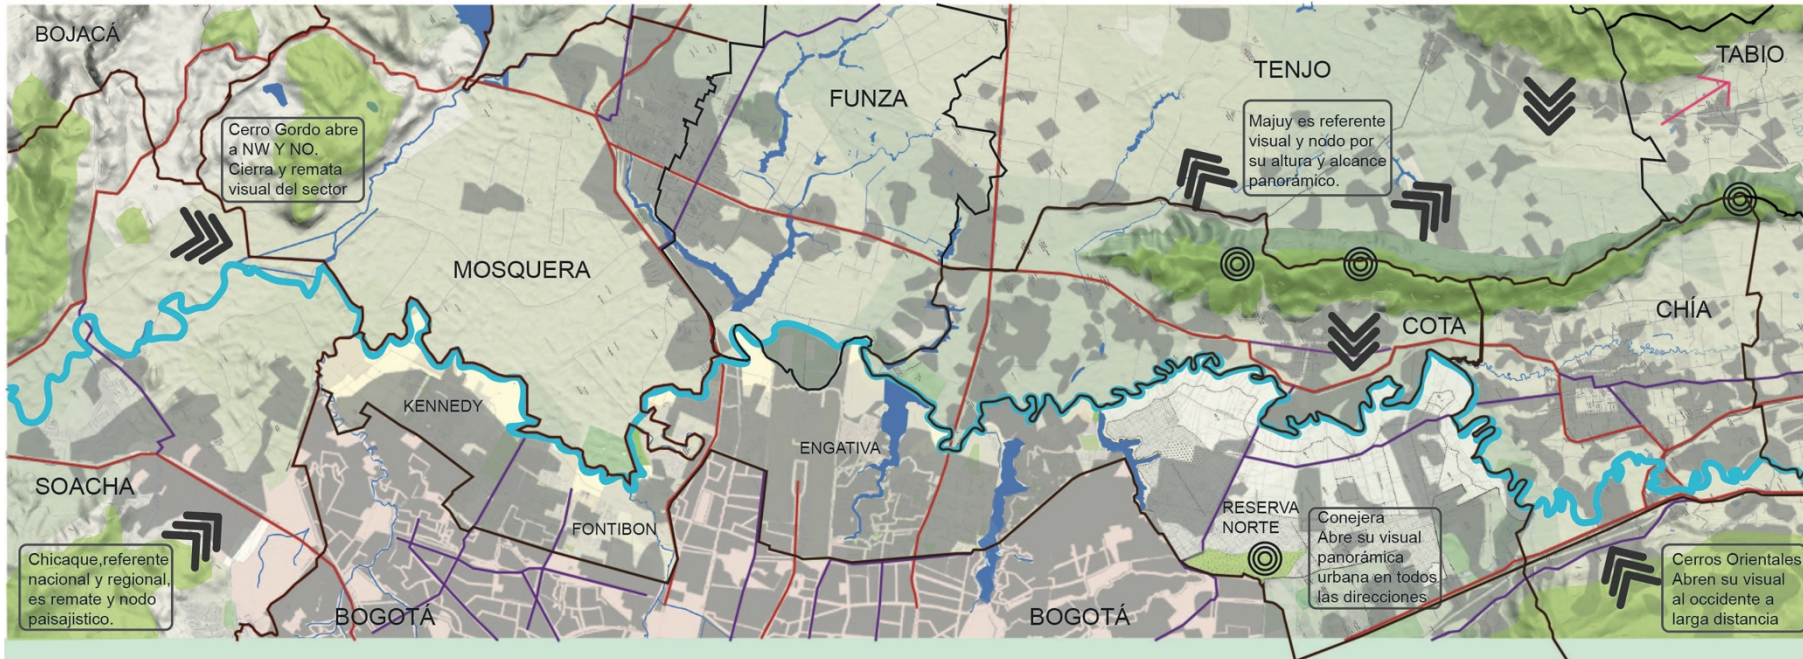 BOJACÁ
FUNZA
TENJO
TABIO
Cerro Gordo abre
a NW Y NO.
Cierra y remata
visual del sector
Majuy es referente
visual y nodo por
su altura y alcance
panorámico.
MOSQUERA
COTA
CHÍA
KENNEDY
ENGATIVA
SOACHA
FONTIBON
RESERVA
NORTE
Conejera
Abre su visual
panorámica
urbana en todos
las direcciones
Chicaque,referente
nacional y regional,
es remate y nodo
paisajistico.
Cerros Orientales
Abren su visual
al occidente a
larga distancia
BOGOTÁ
BOGOTÁ